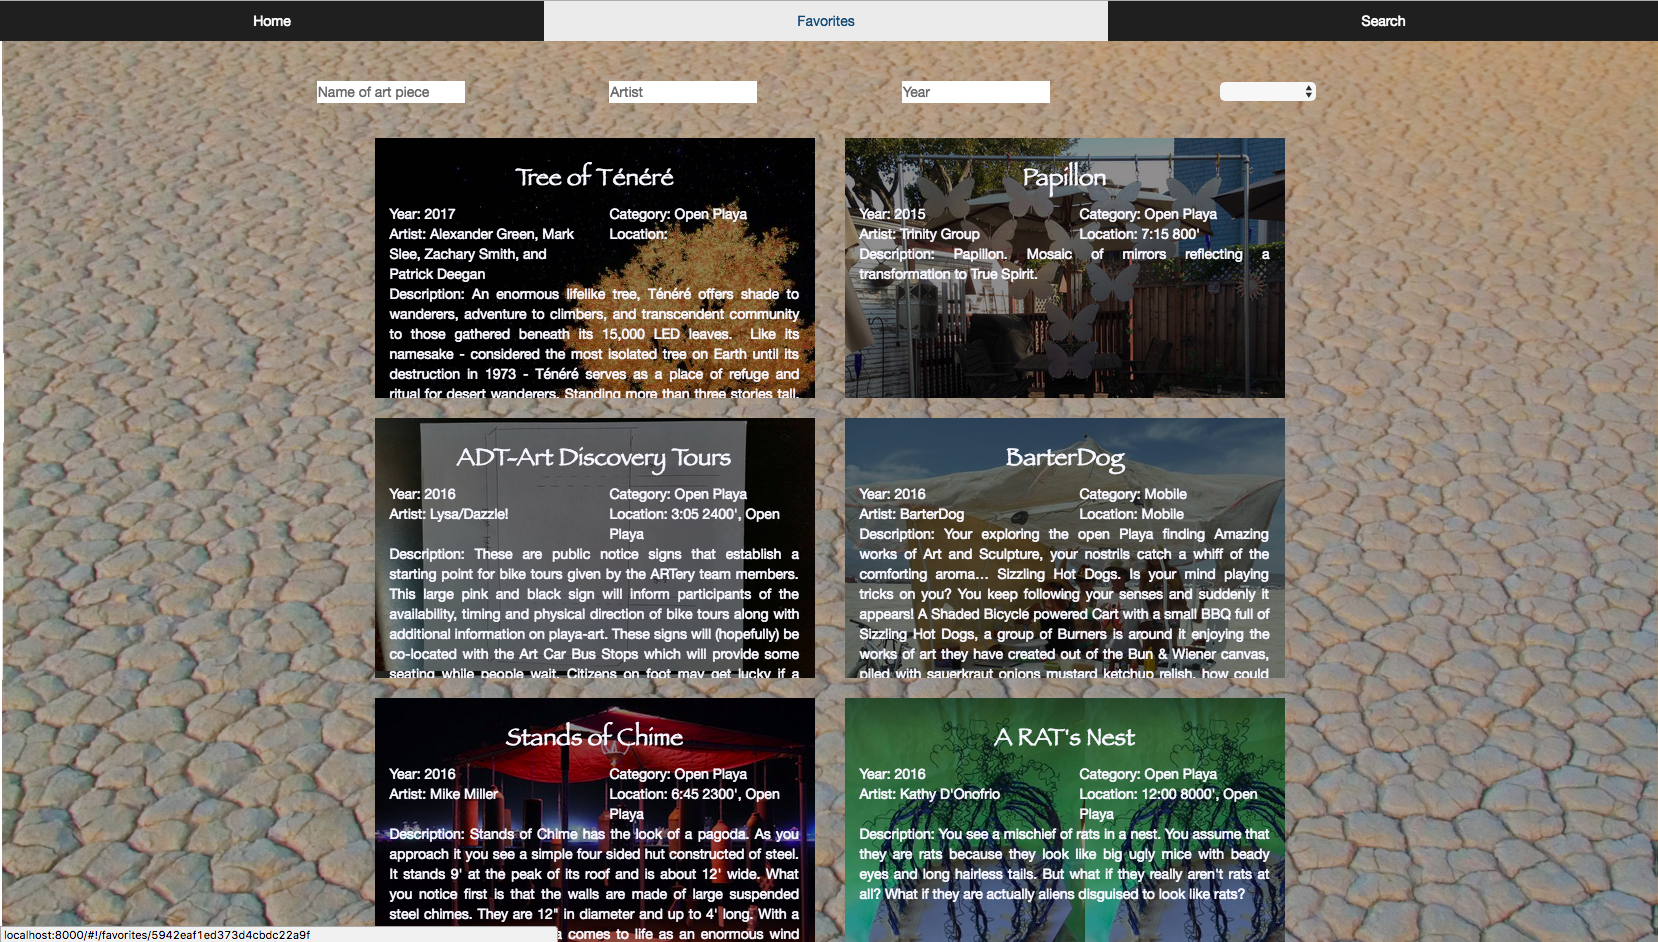 Home
Favorites
Search
Name of art piece
Artist
Year
Tree of Ténéré
Year: 2017
Category: Open Playa
Artist: Alexander Green, Mark
Slee, Zachary Smith, and
Patrick Deegan
Location:
Description: An enormous lifelike tree, Ténéré offers shade to
wanderers, adventure to climbers, and transcendent community
to those gathered beneath its 15,000 LED leaves. Like its
namesake - considered the most isolated tree on Earth until its
destruction in 1973 - Ténéré serves as a place of refuge and
ritual for desert wanderers. Standing more than three stories tall,
Papillon
Year: 2015
Category: Open Playa
Artist: Trinity Group
Location: 7:15 800'
Description: Papillon. Mosaic of mirrors reflecting a
transformation to True Spirit.
ADT-Art Discovery Tours
Year: 2016
Category: Open Playa
Artist: Lysa/Dazzle!
Location: 3:05 2400', Open
Playa
Description: These are public notice signs that establish a
starting point for bike tours given by the ARTery team members.
This large pink and black sign will inform participants of the
availability, timing and physical direction of bike tours along with
additional information on playa-art. These signs will (hopefully) be
co-located with the Art Car Bus Stops which will provide some
seating while people wait. Citizens on foot may get lucky if a
BarterDog
Year: 2016
Category: Mobile
Artist: BarterDog
Location: Mobile
Description: Your exploring the open Playa finding Amazing
works of Art and Sculpture, your nostrils catch a whiff of the
comforting aroma... Sizzling Hot Dogs. Is your mind playing
tricks on you? You keep following your senses and suddenly it
appears! A Shaded Bicycle powered Cart with a small BBQ full of
Sizzling Hot Dogs, a group of Burners is around it enjoying the
works of art they have created out of the Bun & Wiener canvas,
piled with sauerkraut onions mustard ketchup relish, how could
Stands of Chime
Year: 2016
Category: Open Playa
Artist: Mike Miller
Location: 6:45 2300', Open
Playa
Description: Stands of Chime has the look of a pagoda. As you
approach it you see a simple four sided hut constructed of steel.
It stands 9' at the peak of its roof and is about 12' wide. What
you notice first is that the walls are made of large suspended
steel chimes. They are 12" in diameter and up to 4' long. With a
comes to life as an enormous wind
A RAT's Nest
Year: 2016
Category: Open Playa
Artist: Kathy D'Onofrio
Location: 12:00 8000', Open
Playa
Description: You see a mischief of rats in a nest. You assume that
they are rats because they look like big ugly mice with beady
eyes and long hairless tails. But what if they really aren't rats at
all? What if they are actually aliens disguised to look like rats?
localhost:8000/#!/favorites/5942eaf1ed373d4cbdc22a9f